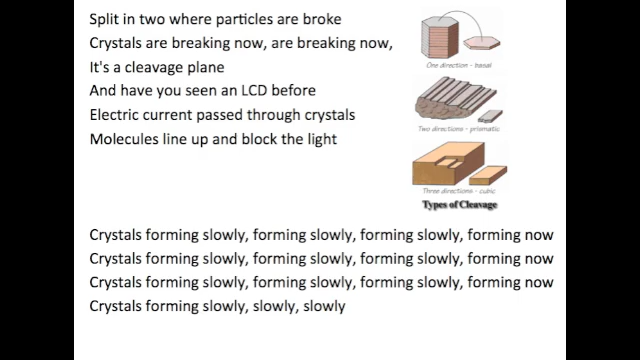 Split in two where particles are broke
Crystals are breaking now, are breaking now,
It's a cleavage plane
And have you seen an LCD before
Electric current passed through crystals
Molecules line up and block the light
One direction - basal
Two directions - prismatic
Three directions - cubic
Types of Cleavage
Crystals forming slowly, forming slowly, forming slowly, forming now
Crystals forming slowly, forming slowly, forming slowly, forming now
Crystals forming slowly, forming slowly, forming slowly, forming now
Crystals forming slowly, slowly, slowly